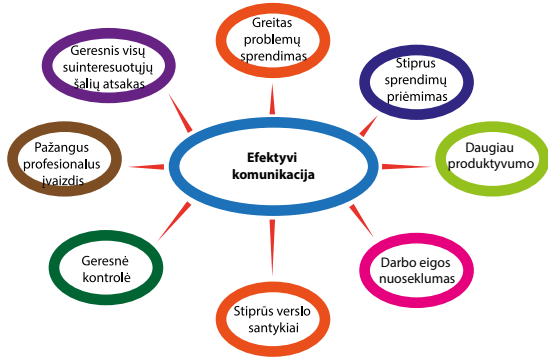 Greitas
problemų
sprendimas
Geresnis visų
suinteresuotųjų
šalių atsakas
Stiprus
sprendimų
priėmimas
Pažangus
profesionalus
įvaizdis
Efektyvi
komunikacija
Daugiau
produktyvumo
Geresnė
kontrolė
Darbo eigos
nuoseklumas
Stiprūs verslo
santykiai